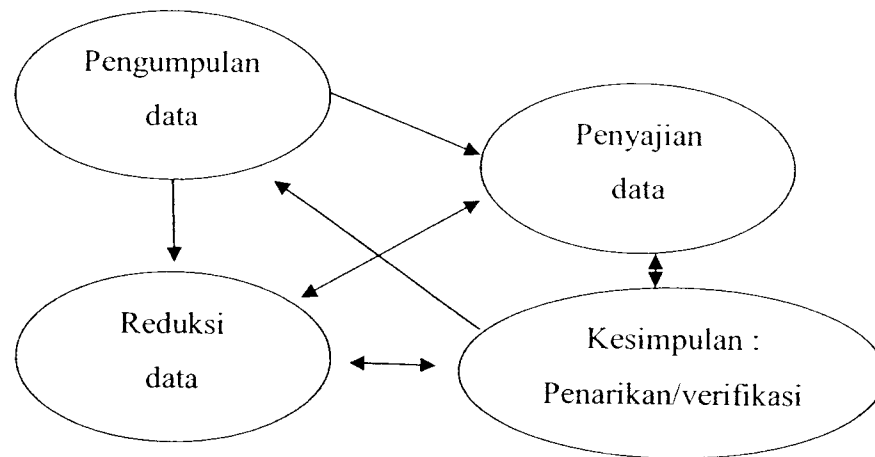 Pengumpulan
data
Penyajian
data
Reduksi
data
Kesimpulan :
Penarikan/verifikasi